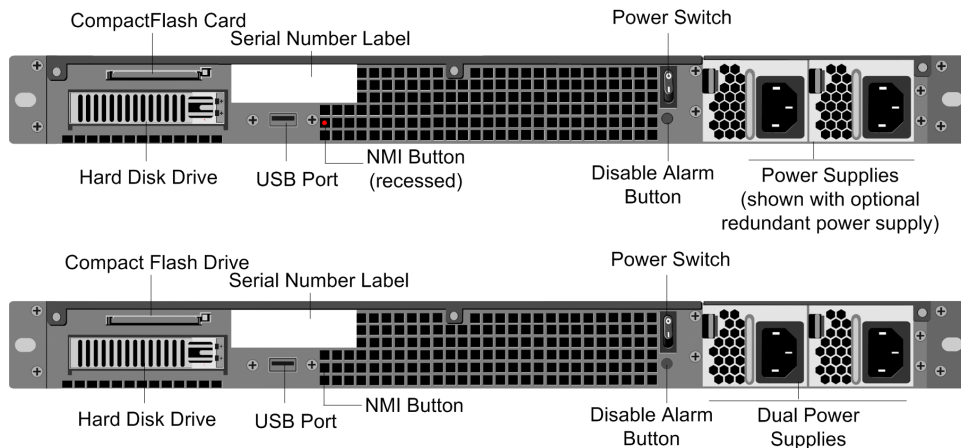 CompactFlash Card
Serial Number Label
Power Switch
Hard Disk Drive
USB Port
NMI Button
(recessed)
Disable Alarm
Button
Power Supplies
(shown with optional
redundant power supply)
Compact Flash Drive
Serial Number Label
Power Switch
Hard Disk Drive
USB Port
NMI Button
Disable Alarm
Button
Dual Power
Supplies